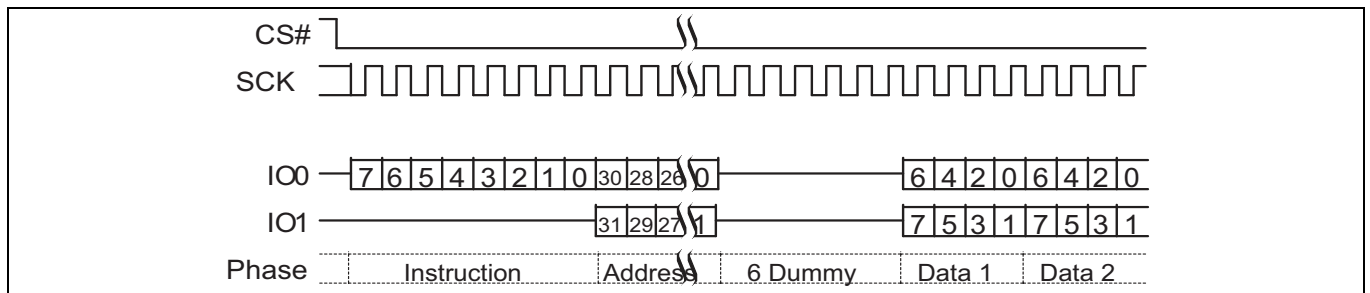 CS#
SCK
IO0 7 6 5 4 3 2 1 0 30 28 26 0 6 4 2 0 6 4 2 0
IO1 31 29 27 1 7 5 3 1 7 5 3 1
Phase Instruction Address 6 Dummy Data 1 Data 2